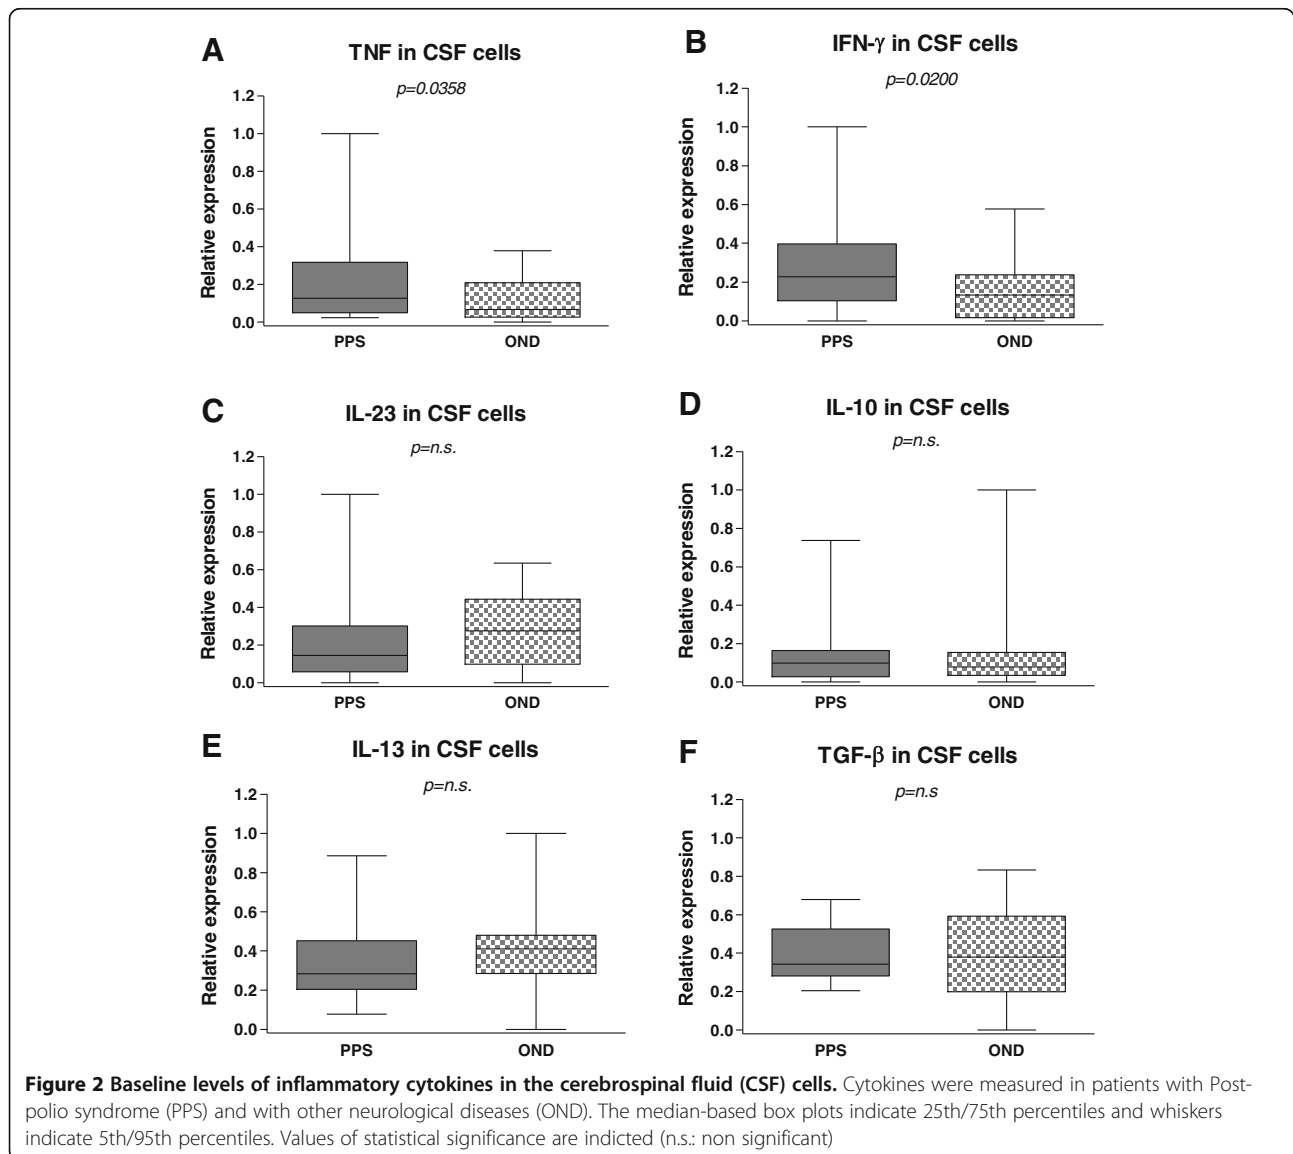 A
TNF in CSF cells
p=0.0358
Relative expression
1.2
1.0
0.8
0.6
0.4
0.2
0.0
PPS
OND
B
IFN-γ in CSF cells
p=0.0200
Relative expression
1.2
1.0
0.8
0.6
0.4
0.2
0.0
PPS
OND
C
IL-23 in CSF cells
p=n.s.
Relative expression
1.2
1.0
0.8
0.6
0.4
0.2
0.0
PPS
OND
D
IL-10 in CSF cells
p=n.s.
Relative expression
1.2
1.0
0.8
0.6
0.4
0.2
0.0
PPS
OND
E
IL-13 in CSF cells
p=n.s.
Relative expression
1.2
1.0
0.8
0.6
0.4
0.2
0.0
PPS
OND
F
TGF-β in CSF cells
p=n.s
Relative expression
1.2
1.0
0.8
0.6
0.4
0.2
0.0
PPS
OND
Figure 2 Baseline levels of inflammatory cytokines in the cerebrospinal fluid (CSF) cells. Cytokines were measured in patients with Post-
polio syndrome (PPS) and with other neurological diseases (OND). The median-based box plots indicate 25th/75th percentiles and whiskers
indicate 5th/95th percentiles. Values of statistical significance are indicted (n.s.: non significant)